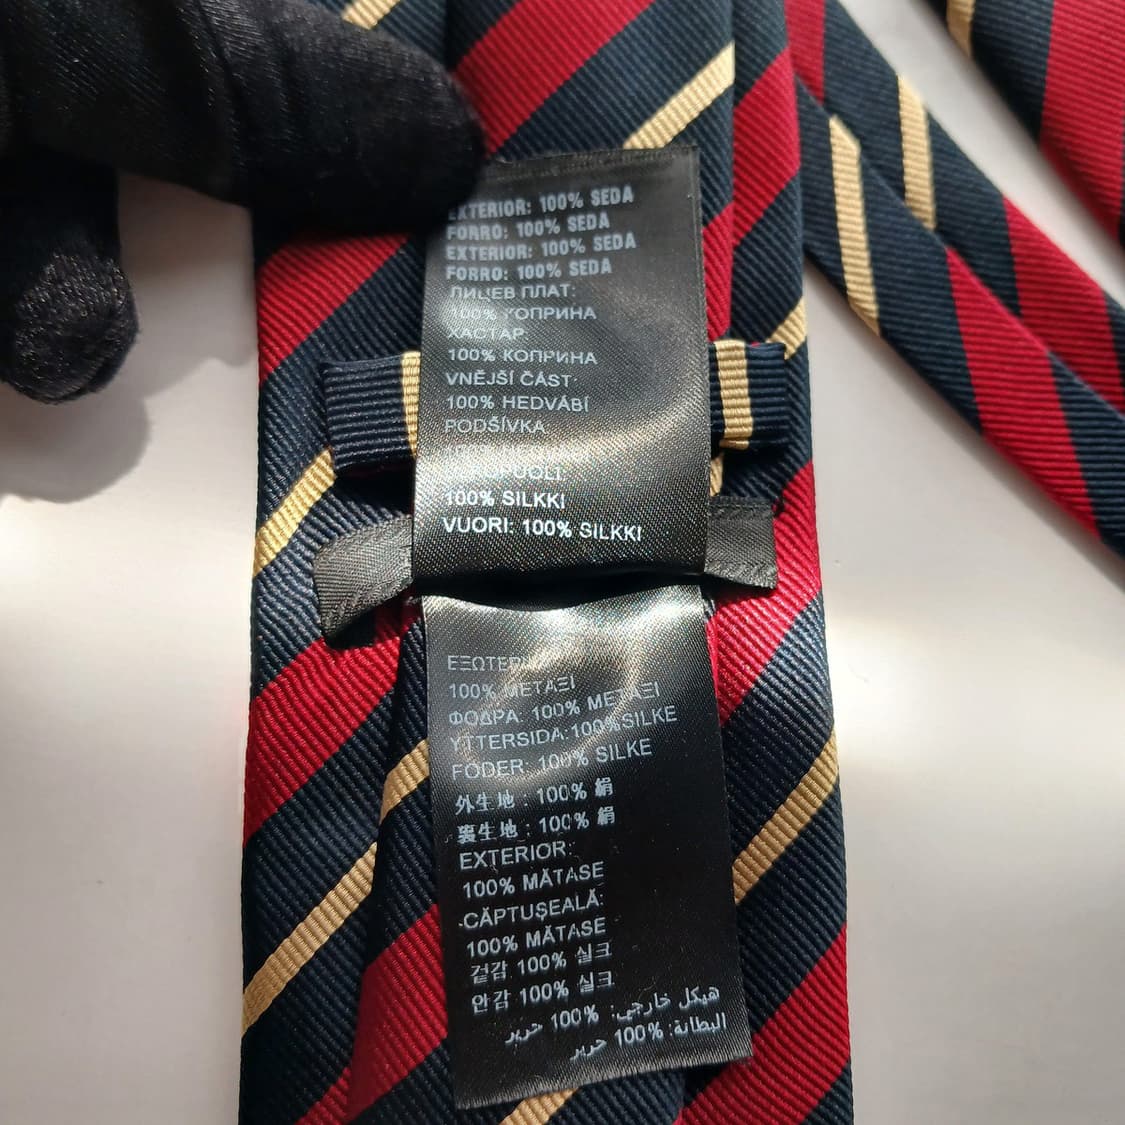 EXTERIOR: 100% SEDA
FORRO: 100% SEDA
EXTERIOR: 100% SEDA
FORRO: 100% SEDA
ЛИЦЕВ ПЛАТ:
100% КОПРИНА
ХАСТАР
100% КОПРИНА
VNĚJŠÍ ČÁST:
100% HEDVÁBÍ
PODŠÍVKA
100% SILKKI
VUORI: 100% SILKKI
100% ΜΕΤΑΞΙ
ΦΟΔΡΑ: 100% ΜΕΤΑΞΙ
YTTERSIDA:100%SILKE
FODER: 100% SILKE
外生地 : 100% 絹
裏生地 : 100% 絹
EXTERIOR:
100% MĂTASE
CĂPTUŞEALĂ:
100% MĂTASE
겉감 100% 실크
안감 100% 실크
هيكل خارجي: 100% حرير
البطانة: 100% حرير